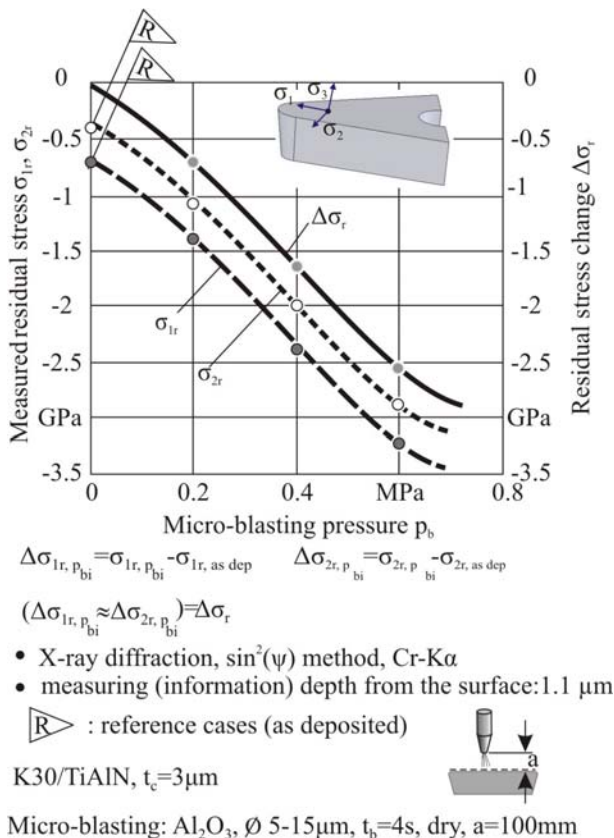 R
R
0
-0.5
-1
-1.5
-2
-2.5
GPa
-3.5
Measured residual stress σ1r, σ2r
σ1
σ3
σ2
Δσr
σ1r
σ2r
0
-0.5
-1
-1.5
-2
-2.5
GPa
-3.5
Residual stress change Δσr
0
0.2
0.4
MPa
0.8
Micro-blasting pressure pb
Δσ1r, pbi=σ1r, pbi-σ1r, as dep
Δσ2r, pbi=σ2r, pbi-σ2r, as dep
(Δσ1r, pbi≈Δσ2r, pbi)=Δσr
• X-ray diffraction, sin²(ψ) method, Cr-Kα
• measuring (information) depth from the surface:1.1 μm
R : reference cases (as deposited)
a
K30/TiAlN, tc=3μm
Micro-blasting: Al2O3, Ø 5-15μm, tb=4s, dry, a=100mm